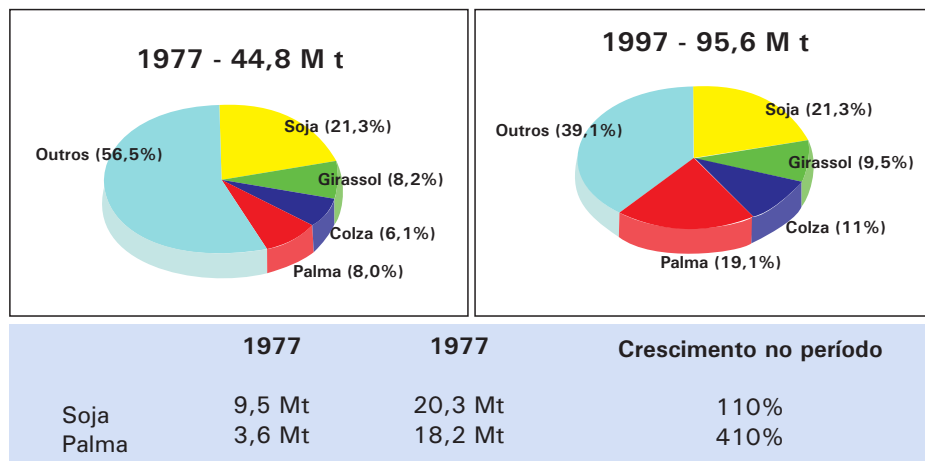 1977 - 44,8 M t
Soja (21,3%)
Outros (56,5%)
Girassol (8,2%)
Colza (6,1%)
Palma (8,0%)
1997 - 95,6 M t
Soja (21,3%)
Outros (39,1%)
Girassol (9,5%)
Colza (11%)
Palma (19,1%)
1977 1977 Crescimento no período
Soja 9,5 Mt 20,3 Mt 110%
Palma 3,6 Mt 18,2 Mt 410%